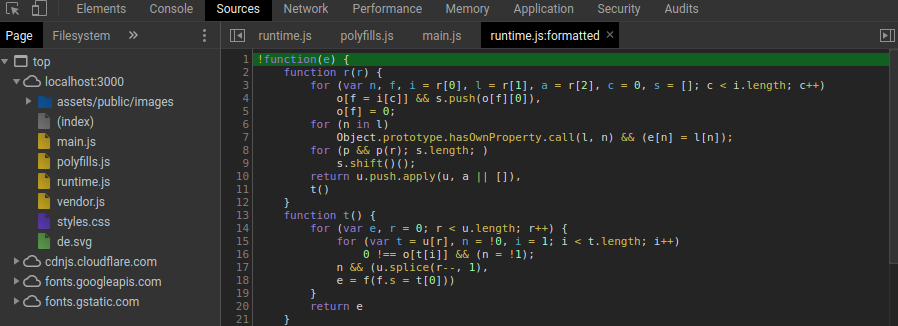 Elements Console Sources Network Performance Memory Application Security Audits
Page Filesystem » runtime.js polyfills.js main.js runtime.js:formatted ×
top
localhost:3000
assets/public/images
(index)
main.js
polyfills.js
runtime.js
vendor.js
styles.css
de.svg
cdnjs.cloudflare.com
fonts.googleapis.com
fonts.gstatic.com
1 !function(e) {
2 function r(r) {
3 for (var n, f, i = r[0], l = r[1], a = r[2], c = 0, s = []; c < i.length; c++)
4 o[f = i[c]] && s.push(o[f][0]),
5 o[f] = 0;
6 for (n in l)
7 Object.prototype.hasOwnProperty.call(l, n) && (e[n] = l[n]);
8 for (p && p(r); s.length; )
9 s.shift()();
10 return u.push.apply(u, a || []),
11 t()
12 }
13 function t() {
14 for (var e, r = 0; r < u.length; r++) {
15 for (var t = u[r], n = !0, i = 1; i < t.length; i++)
16 0 !== o[t[i]] && (n = !1);
17 n && (u.splice(r--, 1),
18 e = f(f.s = t[0]))
19 }
20 return e
21 }